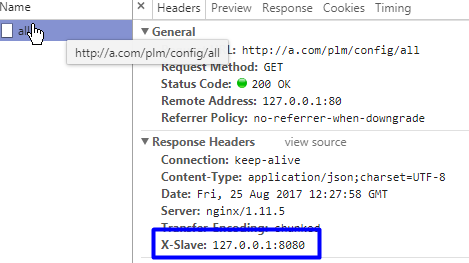 Name
× Headers Preview Response Cookies Timing
al
http://a.com/plm/config/all
▼ General
l: http://a.com/plm/config/all
Request Method: GET
Status Code: 200 OK
Remote Address: 127.0.0.1:80
Referrer Policy: no-referrer-when-downgrade
▼ Response Headers view source
Connection: keep-alive
Content-Type: application/json;charset=UTF-8
Date: Fri, 25 Aug 2017 12:27:58 GMT
Server: nginx/1.11.5
Transfer-Encoding: chunked
X-Slave: 127.0.0.1:8080